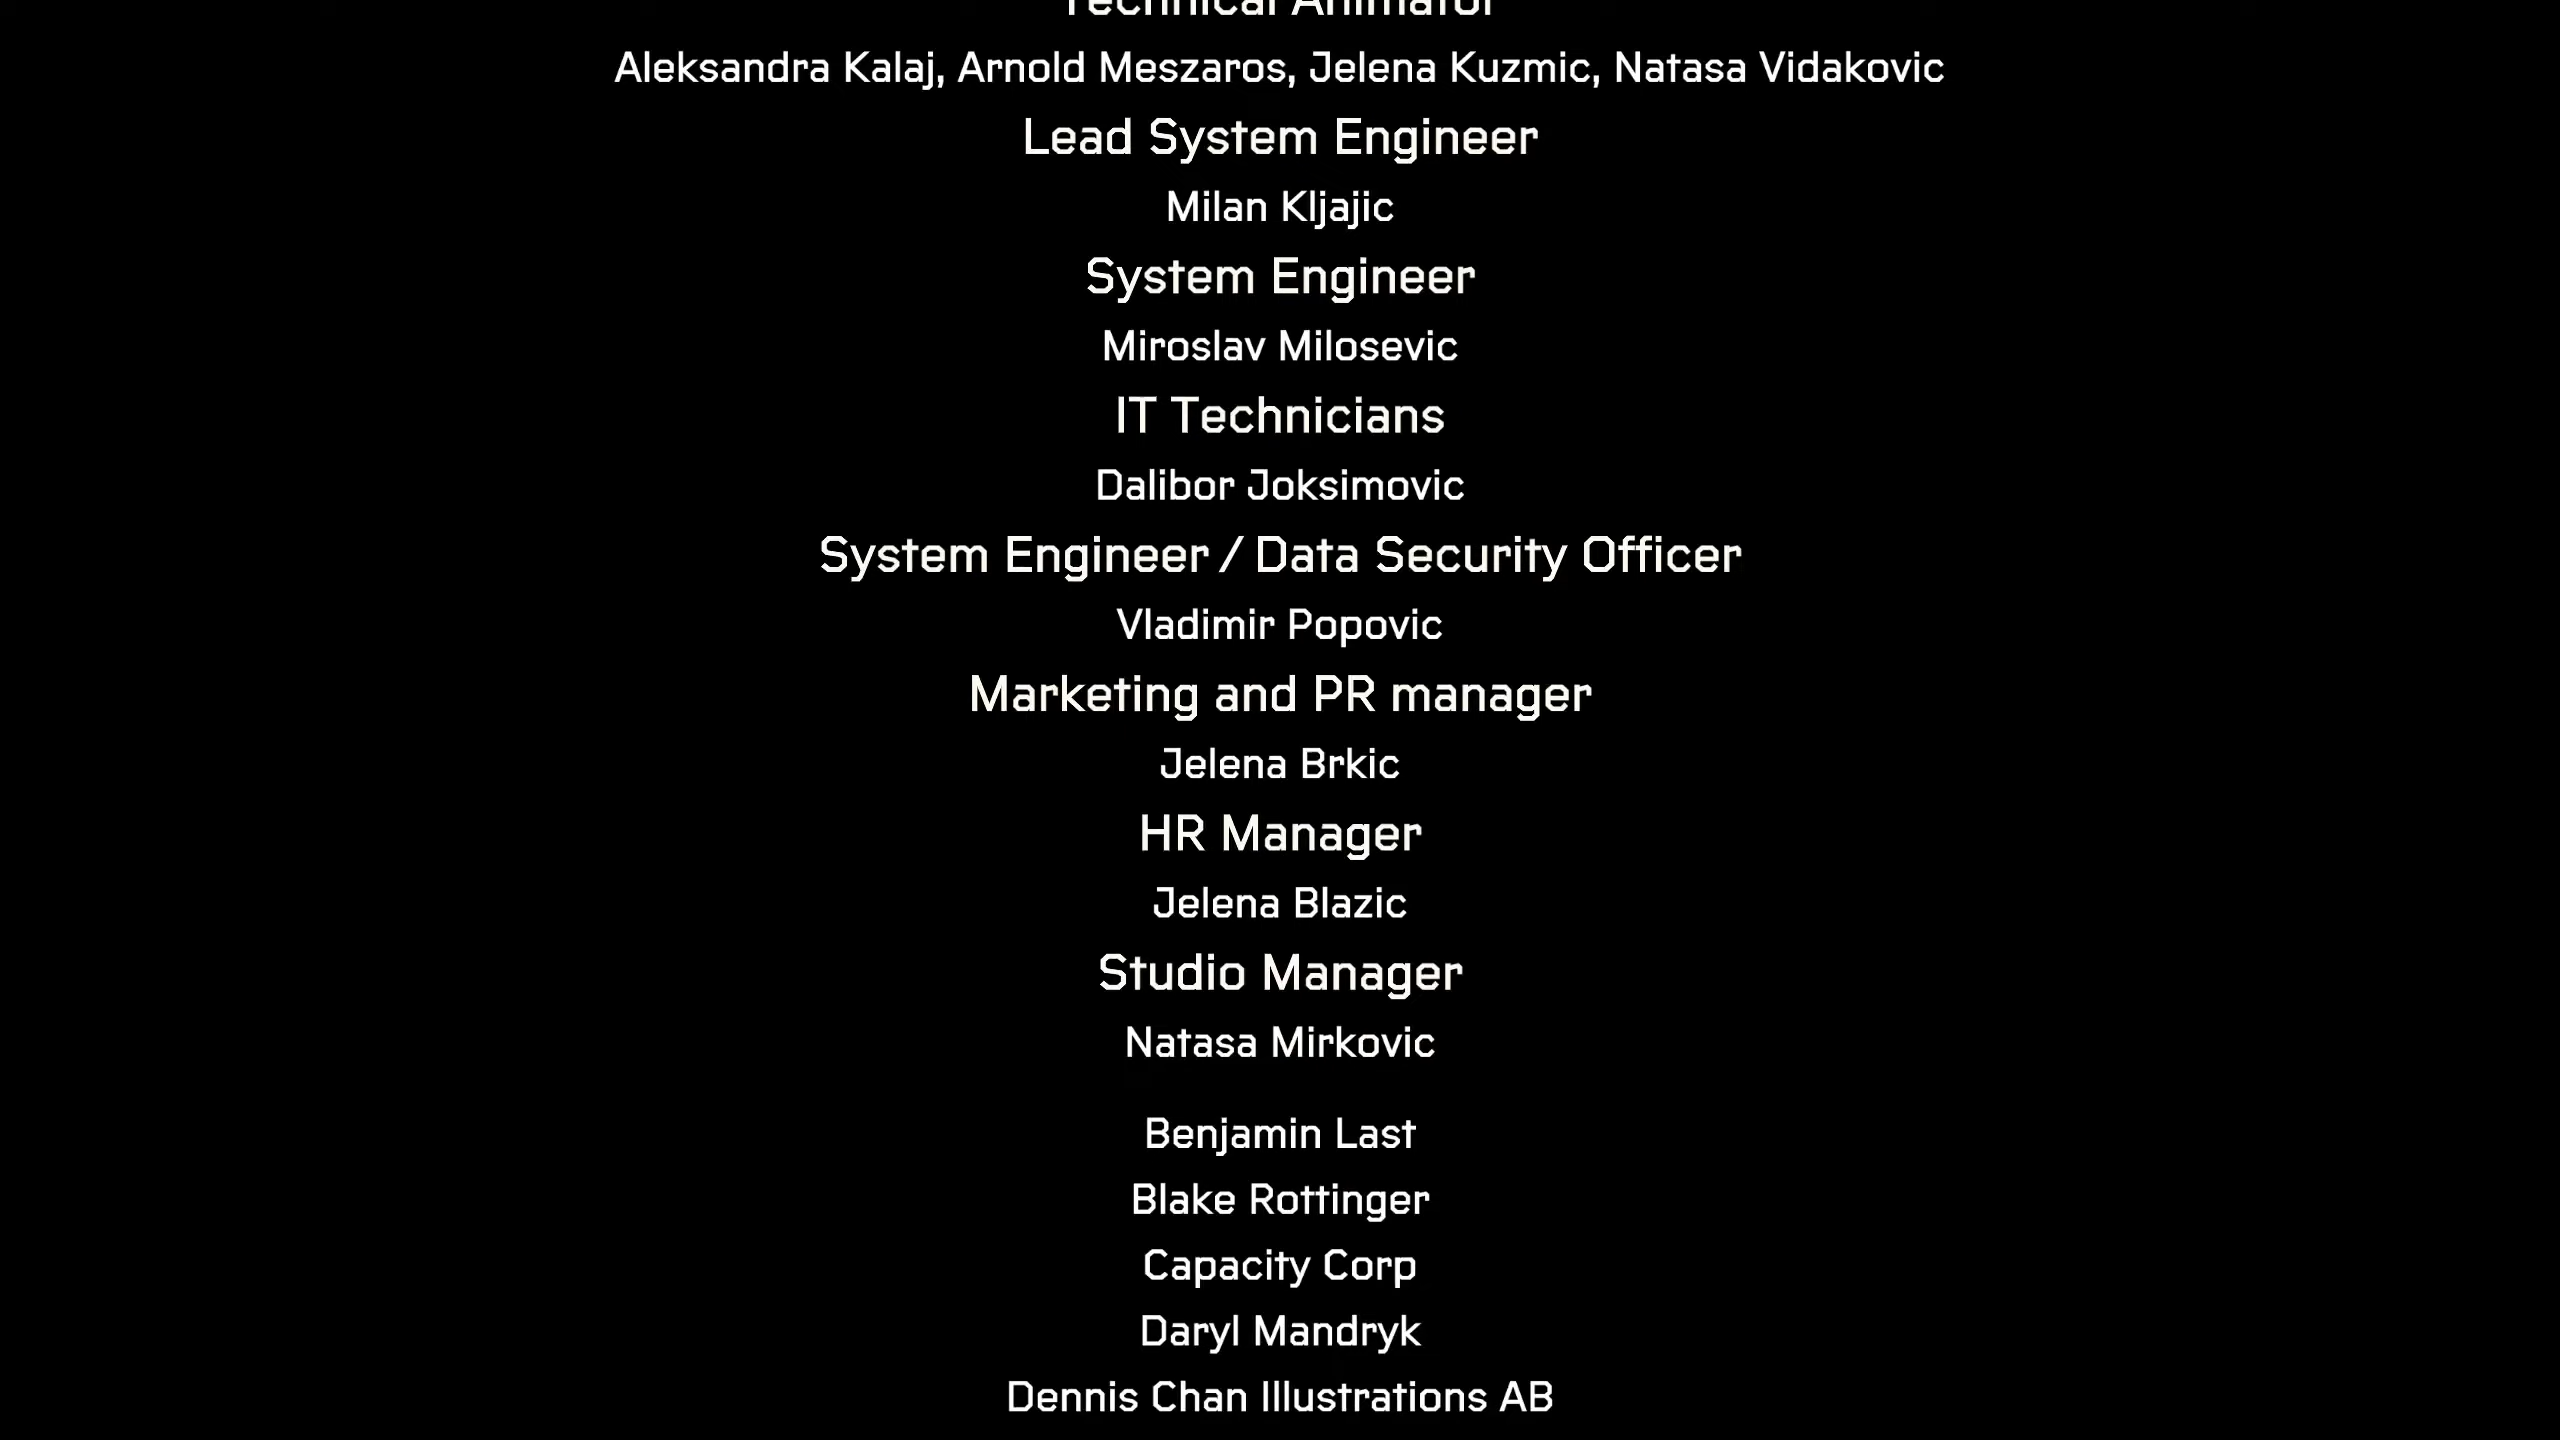 Technical Animator
Aleksandra Kalaj, Arnold Meszaros, Jelena Kuzmic, Natasa Vidakovic
Lead System Engineer
Milan Kljajic
System Engineer
Miroslav Milosevic
IT Technicians
Dalibor Joksimovic
System Engineer / Data Security Officer
Vladimir Popovic
Marketing and PR manager
Jelena Brkic
HR Manager
Jelena Blazic
Studio Manager
Natasa Mirkovic
Benjamin Last
Blake Rottinger
Capacity Corp
Daryl Mandryk
Dennis Chan Illustrations AB